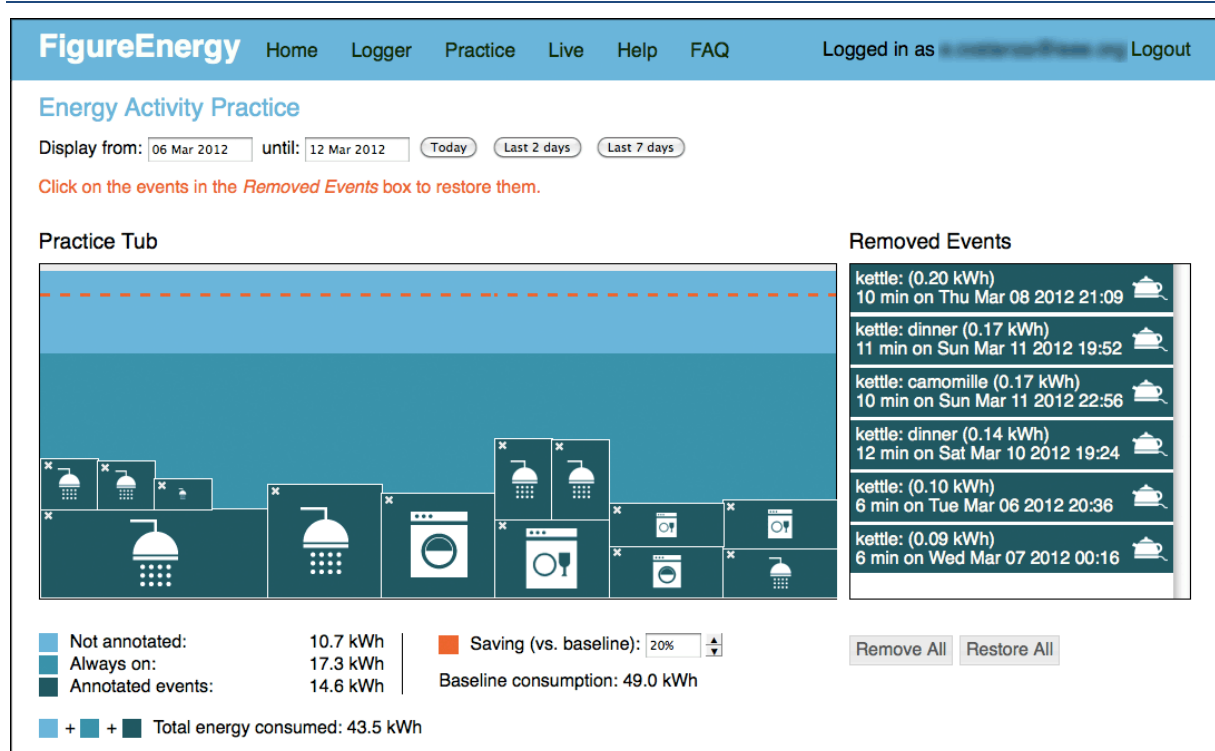 FigureEnergy Home Logger Practice Live Help FAQ Logged in as Logout
Energy Activity Practice
Display from: 06 Mar 2012 until: 12 Mar 2012 Today Last 2 days Last 7 days
Click on the events in the Removed Events box to restore them.
Practice Tub
Removed Events
kettle: (0.20 kWh)
10 min on Thu Mar 08 2012 21:09
kettle: dinner (0.17 kWh)
11 min on Sun Mar 11 2012 19:52
kettle: camomille (0.17 kWh)
10 min on Sun Mar 11 2012 22:56
kettle: dinner (0.14 kWh)
12 min on Sat Mar 10 2012 19:24
kettle: (0.10 kWh)
6 min on Tue Mar 06 2012 20:36
kettle: (0.09 kWh)
6 min on Wed Mar 07 2012 00:16
Not annotated: 10.7 kWh
Always on: 17.3 kWh
Annotated events: 14.6 kWh
+ + Total energy consumed: 43.5 kWh
Saving (vs. baseline): 20%
Baseline consumption: 49.0 kWh
Remove All Restore All